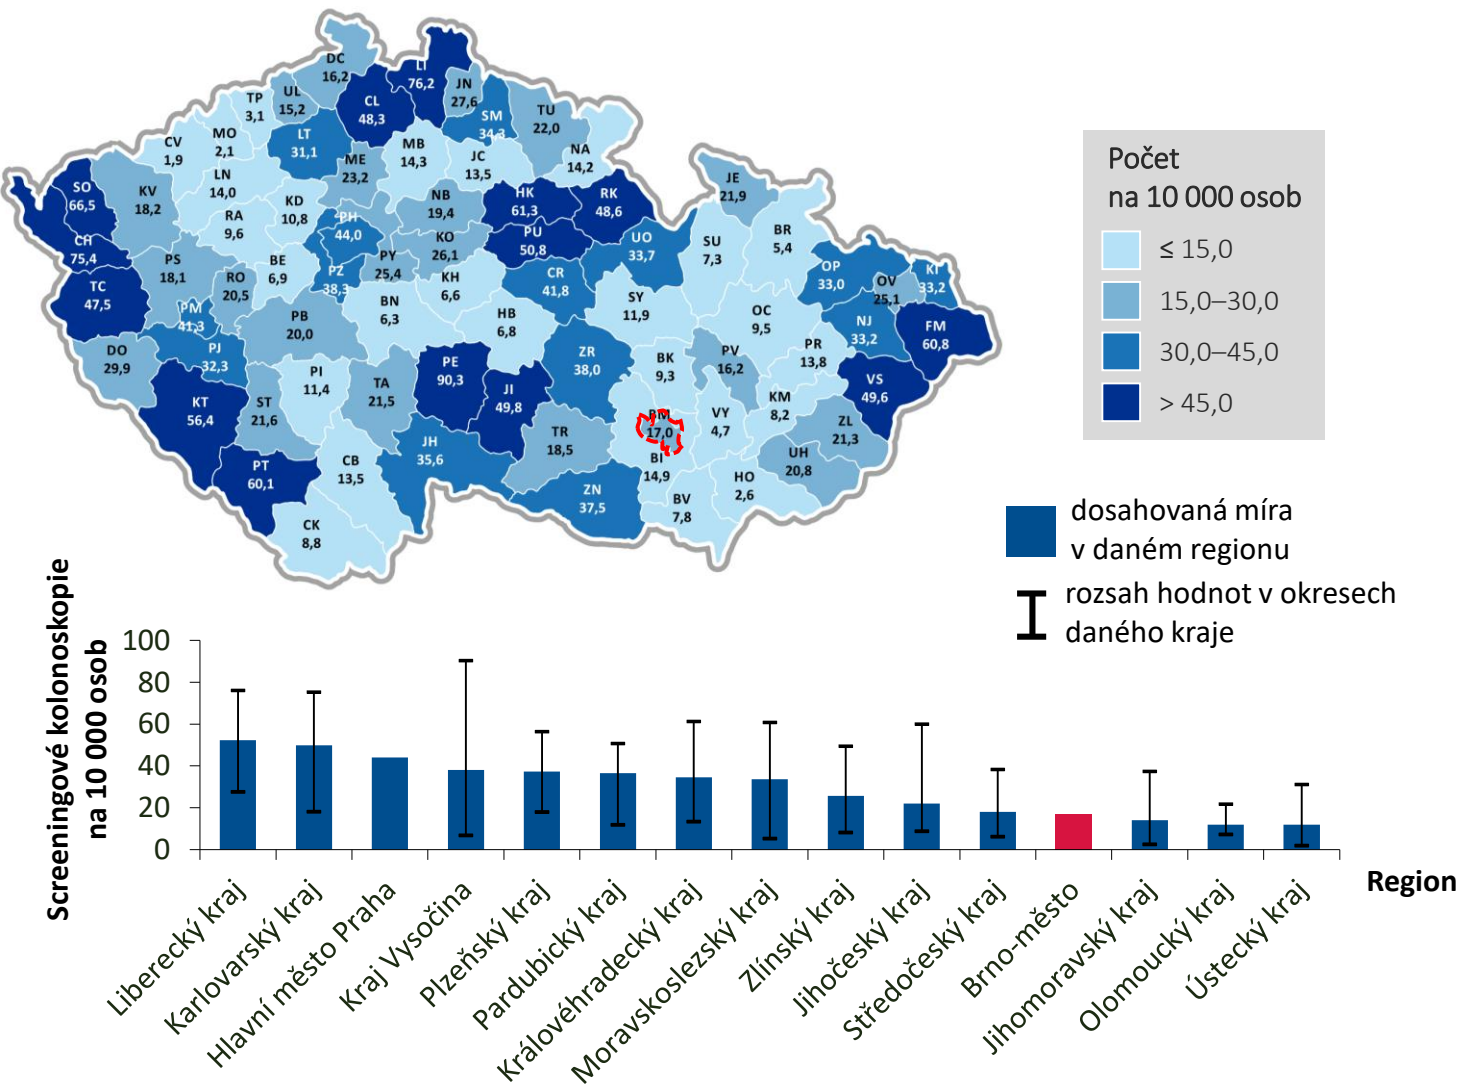 DC
16,2
LI
76,2
JN
27,6
TP
3,1
UL
15,2
CL
48,3
SM
34,3
TU
22,0
MO
2,1
LT
31,1
MB
14,3
JC
13,5
NA
14,2
CV
1,9
ME
23,2
LN
14,0
SO
66,5
KV
18,2
KD
10,8
NB
19,4
HK
61,3
RK
48,6
JE
21,9
RA
9,6
PH
44,0
CH
75,4
PU
50,8
UO
33,7
SU
7,3
BR
5,4
KO
26,1
PS
18,1
BE
6,9
PY
25,4
PZ
38,3
RO
20,5
KH
6,6
CR
41,8
OP
33,0
OV
25,1
KI
33,2
TC
47,5
PM
41,3
PB
20,0
BN
6,3
HB
6,8
SY
11,9
OC
9,5
NJ
33,2
FM
60,8
DO
29,9
PJ
32,3
PI
11,4
TA
21,5
PE
90,3
JI
49,8
ZR
38,0
BK
9,3
PV
16,2
PR
13,8
VS
49,6
KT
56,4
ST
21,6
BM
17,0
VY
4,7
KM
8,2
ZL
21,3
JH
35,6
TR
18,5
UH
20,8
PT
60,1
CB
13,5
BI
14,9
HO
2,6
ZN
37,5
BV
7,8
CK
8,8
Počet
na 10 000 osob
≤ 15,0
15,0–30,0
30,0–45,0
> 45,0
dosahovaná míra
v daném regionu
rozsah hodnot v okresech
daného kraje
Screeningové kolonoskopie
na 10 000 osob
100
80
60
40
20
0
Liberecký kraj
Karlovarský kraj
Hlavní město Praha
Kraj Vysočina
Plzeňský kraj
Pardubický kraj
Královéhradecký kraj
Moravskoslezský kraj
Zlínský kraj
Jihočeský kraj
Středočeský kraj
Brno-město
Jihomoravský kraj
Olomoucký kraj
Ústecký kraj
Region